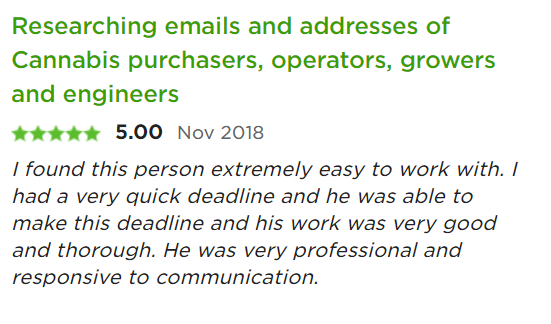 Researching emails and addresses of
Cannabis purchasers, operators, growers
and engineers
5.00 Nov 2018
I found this person extremely easy to work with. I
had a very quick deadline and he was able to
make this deadline and his work was very good
and thorough. He was very professional and
responsive to communication.